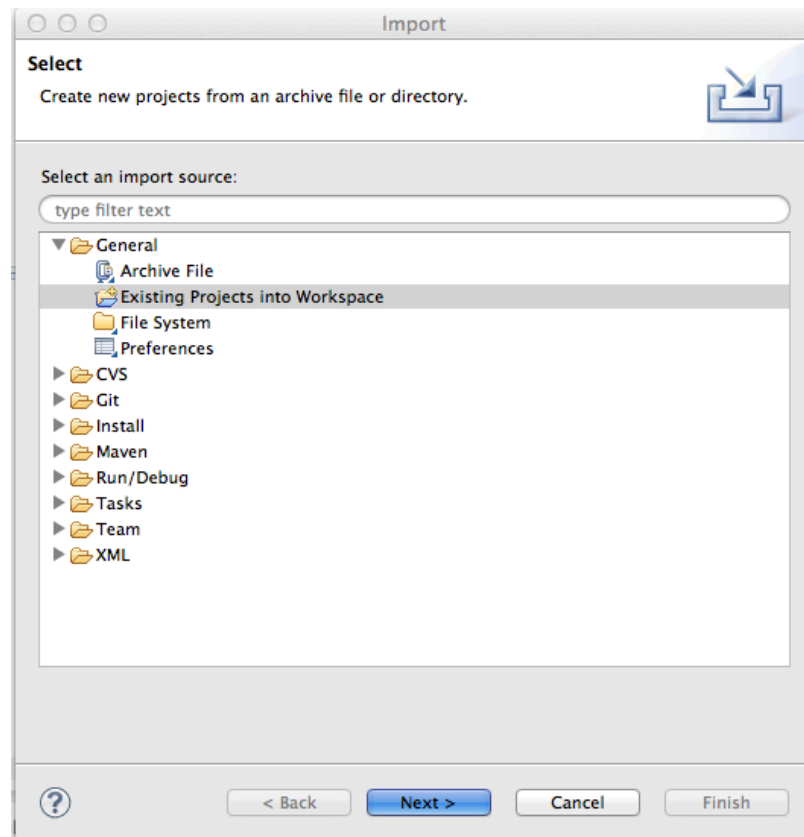 Import
Select
Create new projects from an archive file or directory.
Select an import source:
type filter text
General
Archive File
Existing Projects into Workspace
File System
Preferences
CVS
Git
Install
Maven
Run/Debug
Tasks
Team
XML
?
< Back
Next >
Cancel
Finish